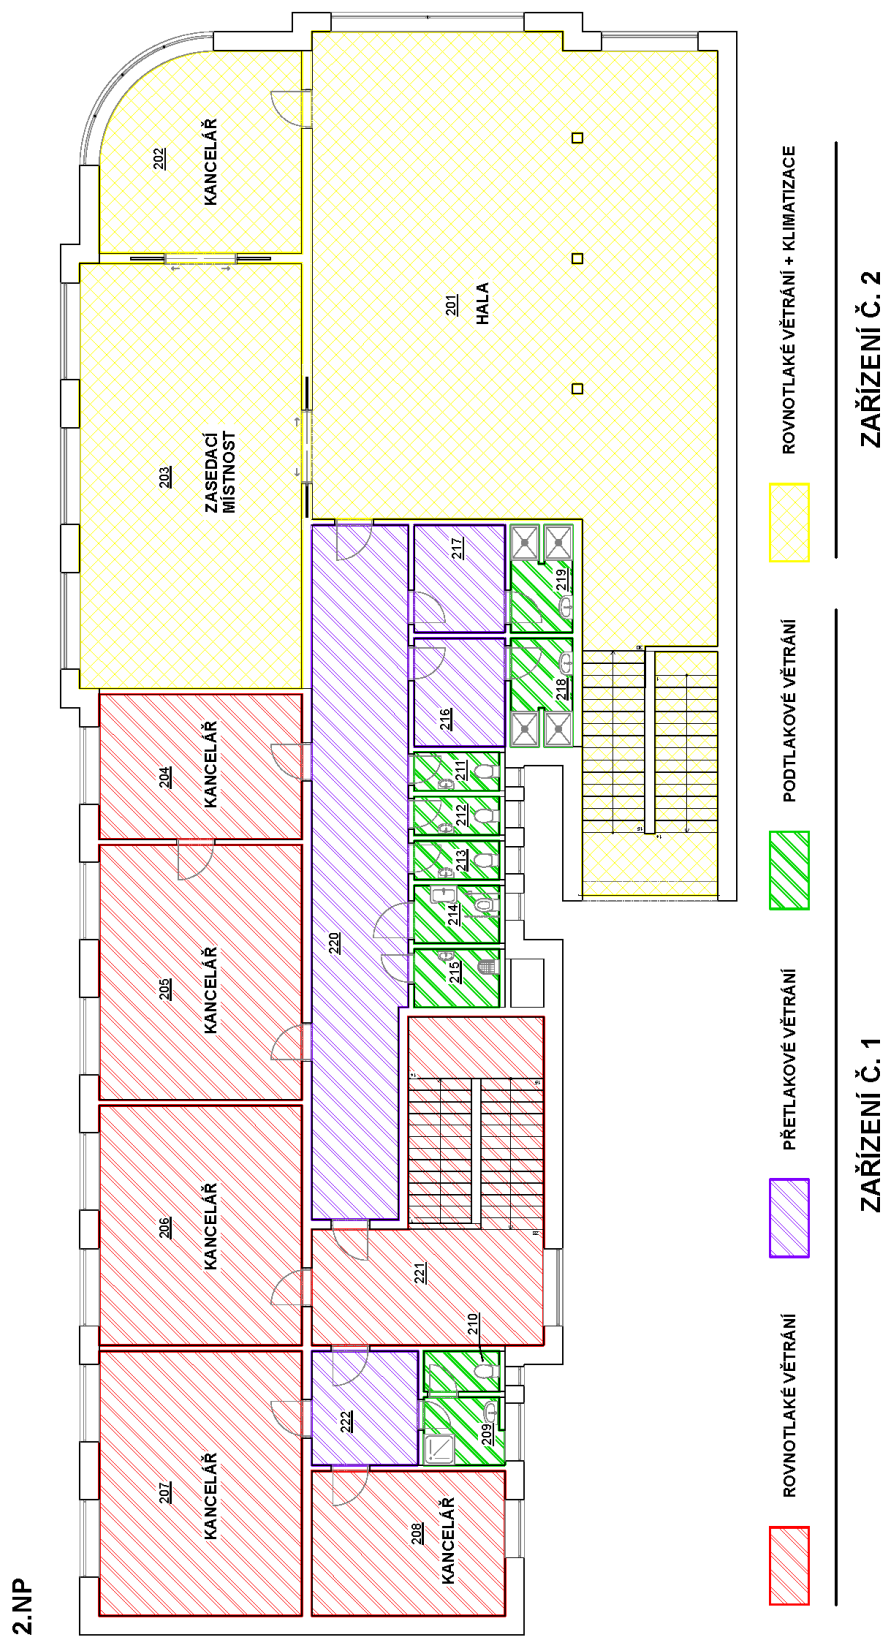 2.NP
207
KANCELÁŘ
206
KANCELÁŘ
205
KANCELÁŘ
204
KANCELÁŘ
203
ZASEDACÍ
MÍSTNOST
202
KANCELÁŘ
208
KANCELÁŘ
222
209
210
221
220
215
214
213
212
211
216
217
218
219
201
HALA
ROVNOTLAKÉ VĚTRÁNÍ
PŘETLAKOVÉ VĚTRÁNÍ
PODTLAKOVÉ VĚTRÁNÍ
ROVNOTLAKÉ VĚTRÁNÍ + KLIMATIZACE
ZAŘÍZENÍ Č. 1
ZAŘÍZENÍ Č. 2